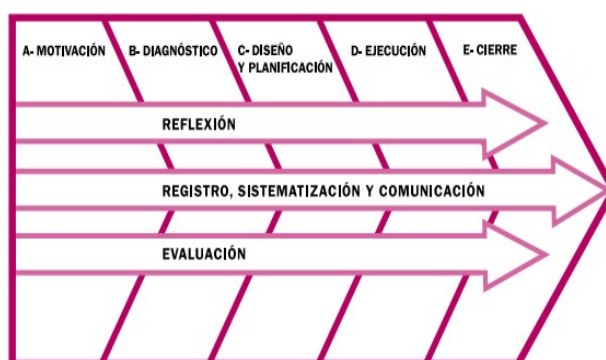 A- MOTIVACIÓN
B- DIAGNÓSTICO
C- DISEÑO
Y PLANIFICACIÓN
D- EJECUCIÓN
E- CIERRE
REFLEXIÓN
REGISTRO, SISTEMATIZACIÓN Y COMUNICACIÓN
EVALUACIÓN